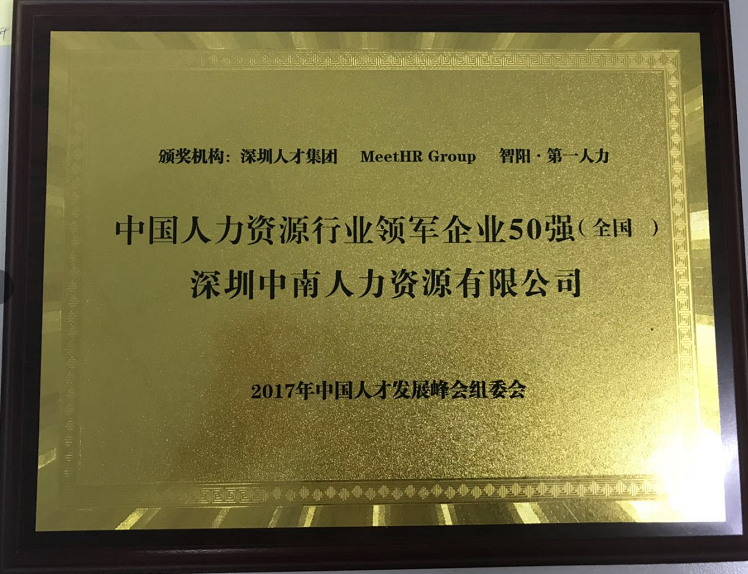 颁奖机构：深圳人才集团 MeetHR Group 智阳·第一人力
中国人力资源行业领军企业50强（全国 ）
深圳中南人力资源有限公司
2017年中国人才发展峰会组委会